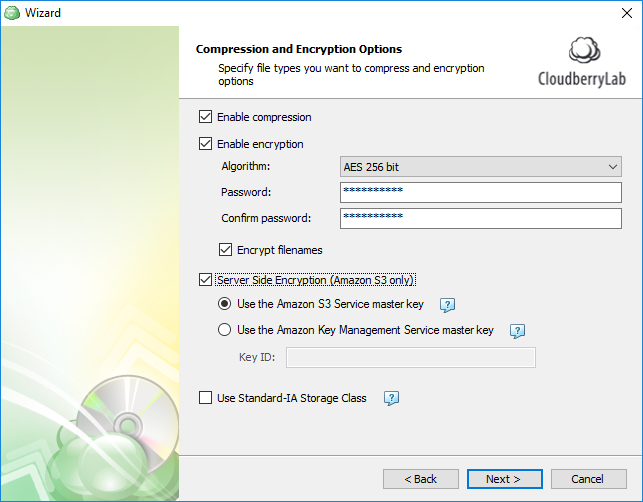 Wizard
Compression and Encryption Options
Specify file types you want to compress and encryption
options
CloudberryLab
Enable compression
Enable encryption
Algorithm: AES 256 bit
Password: **********
Confirm password: **********
Encrypt filenames
Server Side Encryption (Amazon S3 only)
Use the Amazon S3 Service master key ?
Use the Amazon Key Management Service master key ?
Key ID:
Use Standard-IA Storage Class ?
< Back Next > Cancel